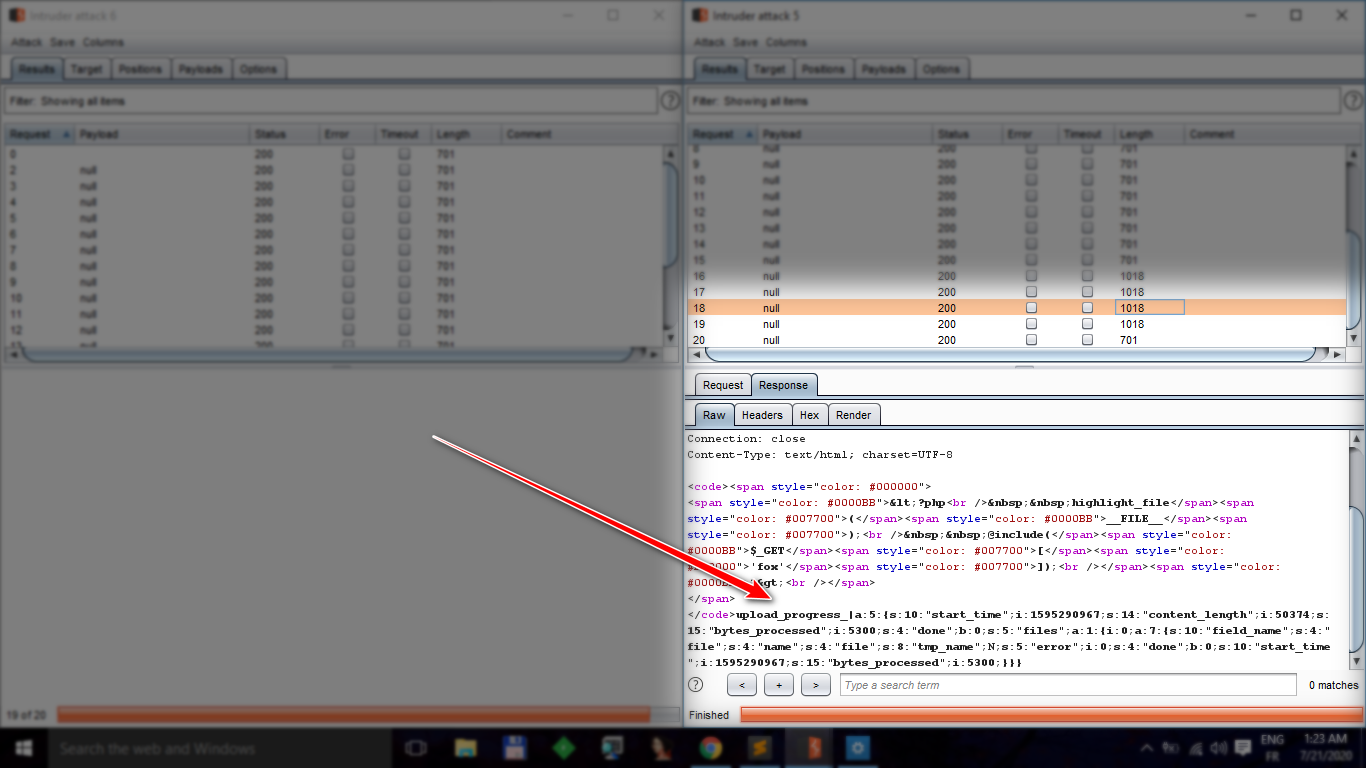 Intruder attack 6
Attack Save Columns
Results Target Positions Payloads Options
Filter: Showing all items
Request Payload Status Error Timeout Length Comment
0 200 701
2 null 200 701
3 null 200 701
4 null 200 701
5 null 200 701
6 null 200 701
7 null 200 701
8 null 200 701
9 null 200 701
10 null 200 701
11 null 200 701
12 null 200 701
13 null 200 701
19 of 20
Intruder attack 5
Attack Save Columns
Results Target Positions Payloads Options
Filter: Showing all items
Request Payload Status Error Timeout Length Comment
8 null 200 701
9 null 200 701
10 null 200 701
11 null 200 701
12 null 200 701
13 null 200 701
14 null 200 701
15 null 200 701
16 null 200 1018
17 null 200 1018
18 null 200 1018
19 null 200 1018
20 null 200 701
Request Response
Raw Headers Hex Render
Connection: close
Content-Type: text/html; charset=UTF-8
<code><span style="color: #000000">
<span style="color: #0000BB">&lt;?php<br />&nbsp;&nbsp;highlight_file</span><span
style="color: #007700">(</span><span style="color: #0000BB">__FILE__</span><span
style="color: #007700">);<br />&nbsp;&nbsp;@include(</span><span style="color:
#0000BB">$_GET</span><span style="color: #007700">[</span><span style="color:
">'fox'</span><span style="color: #007700">]);<br /></span><span style="color:
&gt;<br /></span>
</span>
</code>upload_progress_|a:5:{s:10:"start_time";i:1595290967;s:14:"content_length";i:50374;s:
15:"bytes_processed";i:5300;s:4:"done";b:0;s:5:"files";a:1:{i:0;a:7:{s:10:"field_name";s:4:"
file";s:4:"name";s:4:"file";s:8:"tmp_name";N;s:5:"error";i:0;s:4:"done";b:0;s:10:"start_time
";i:1595290967;s:15:"bytes_processed";i:5300;}}}
? < + > Type a search term 0 matches
Finished
Search the web and Windows
ENG 1:23 AM
FR 7/21/2020